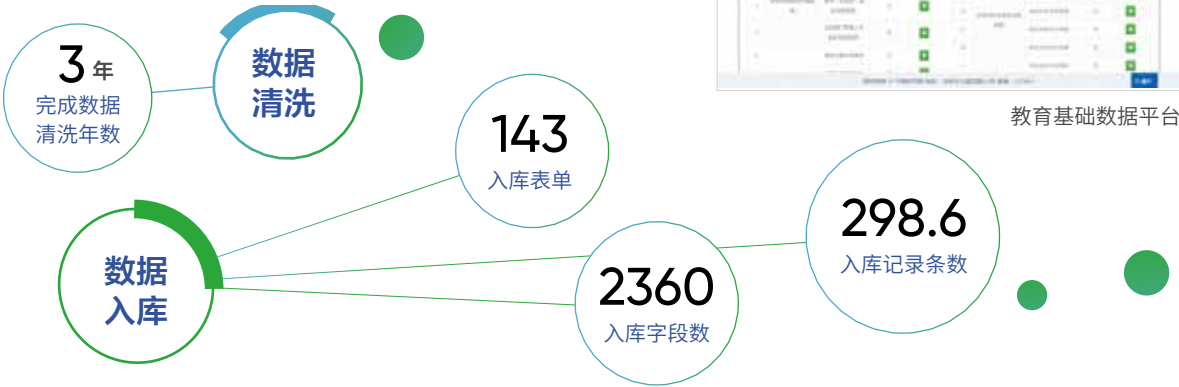 3 年
完成数据
清洗年数
数据
清洗
143
入库表单
教育基础数据平台
298.6
入库记录条数
2360
入库字段数
数据
入库